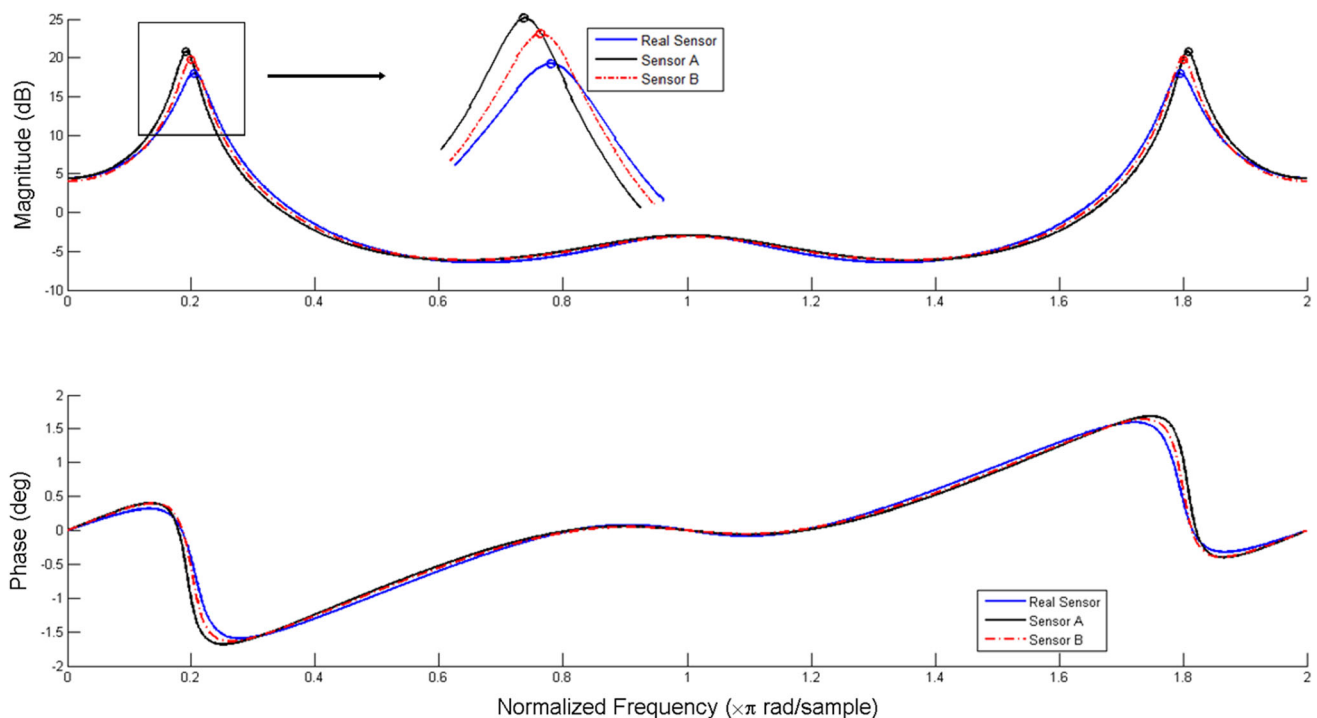 25
20
15
10
5
0
-5
-10
Magnitude (dB)
Real Sensor
Sensor A
Sensor B
0 0.2 0.4 0.6 0.8 1 1.2 1.4 1.6 1.8 2
2
1.5
1
0.5
0
-0.5
-1
-1.5
-2
Phase (deg)
Real Sensor
Sensor A
Sensor B
0 0.2 0.4 0.6 0.8 1 1.2 1.4 1.6 1.8 2
Normalized Frequency (×π rad/sample)